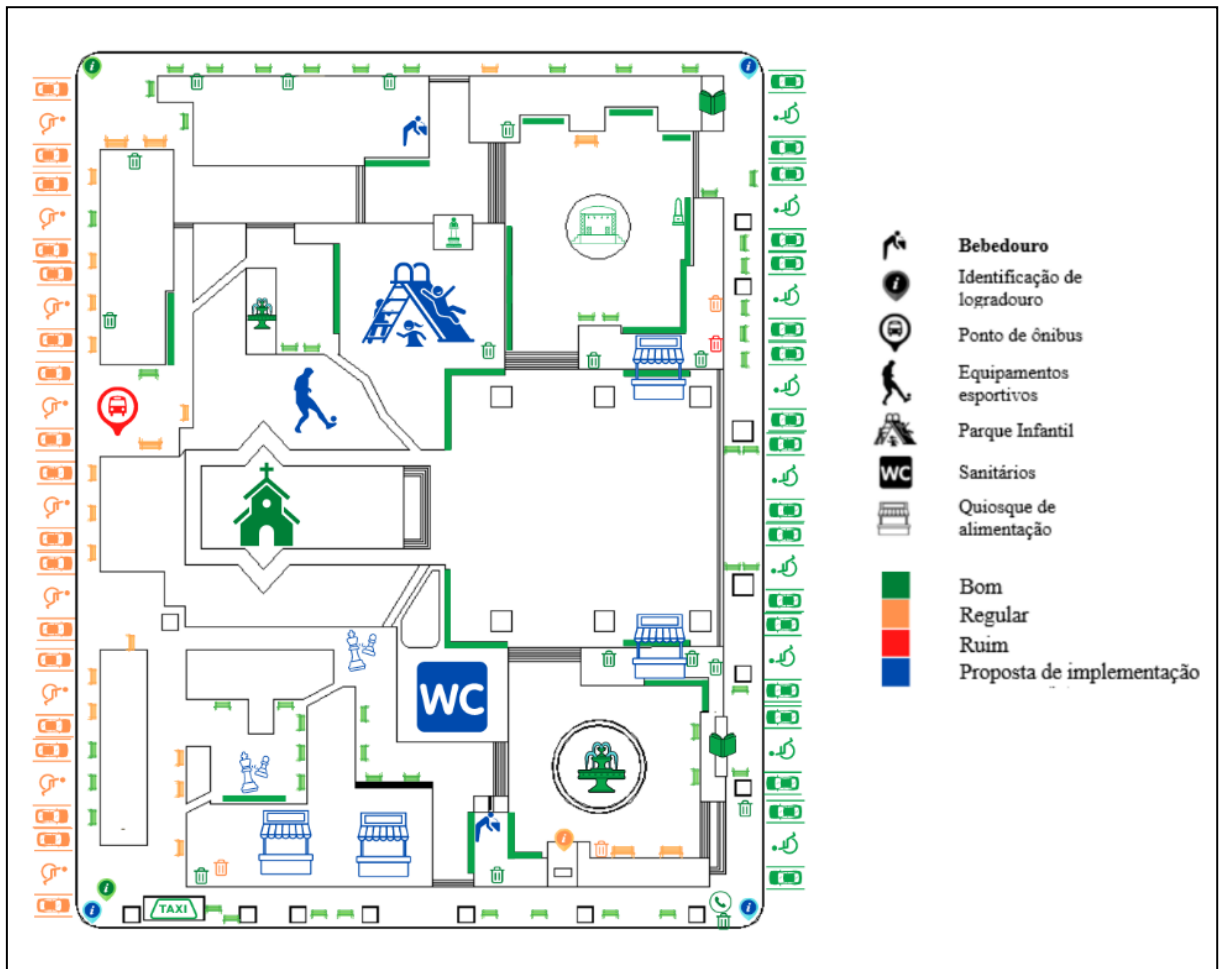 Bebedouro
Identificação de
logradouro
Ponto de ônibus
Equipamentos
esportivos
Parque Infantil
WC
Sanitários
Quiosque de
alimentação
WC
Bom
Regular
Ruim
Proposta de implementação
TAXI